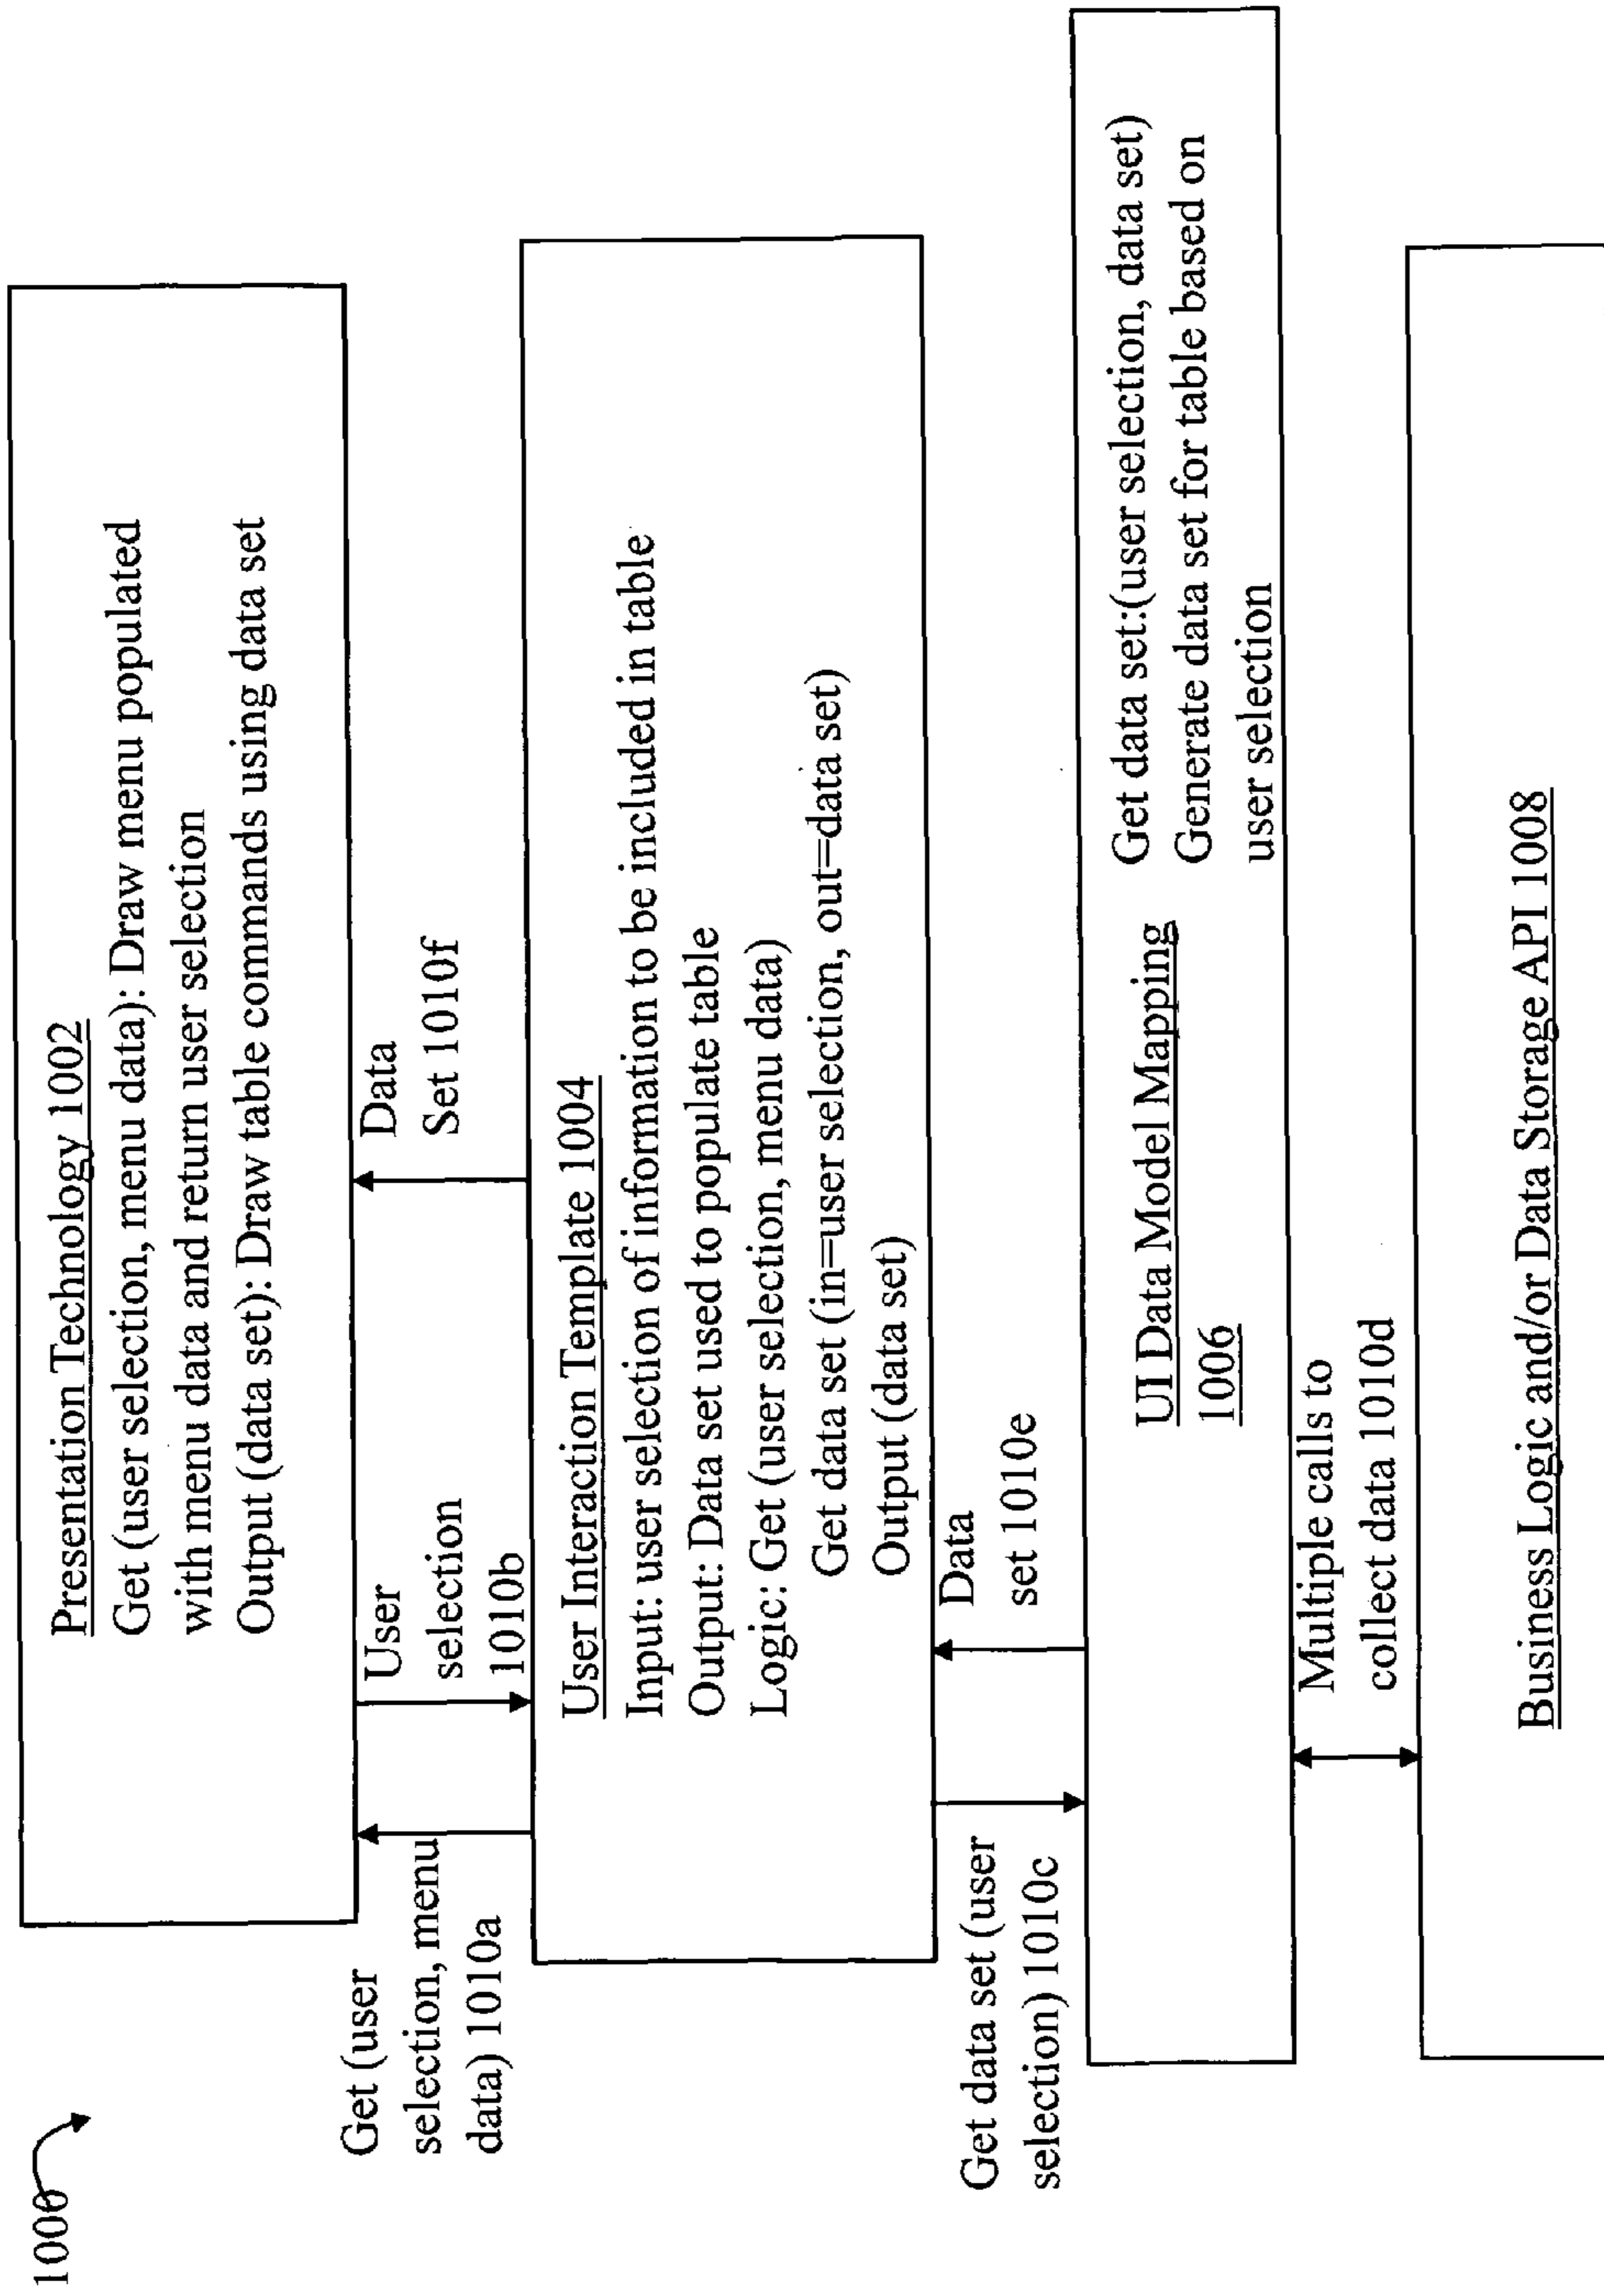 1000
Presentation Technology 1002
Get (user selection, menu data): Draw menu populated
with menu data and return user selection
Output (data set): Draw table commands using data set
Get (user
selection, menu
data) 1010a
User
selection
1010b
Data
Set 1010f
User Interaction Template 1004
Input: user selection of information to be included in table
Output: Data set used to populate table
Logic: Get (user selection, menu data)
Get data set (in=user selection, out=data set)
Output (data set)
Get data set (user
selection) 1010c
Data
set 1010e
UI Data Model Mapping
1006
Get data set:(user selection, data set)
Generate data set for table based on
user selection
Multiple calls to
collect data 1010d
Business Logic and/or Data Storage API 1008